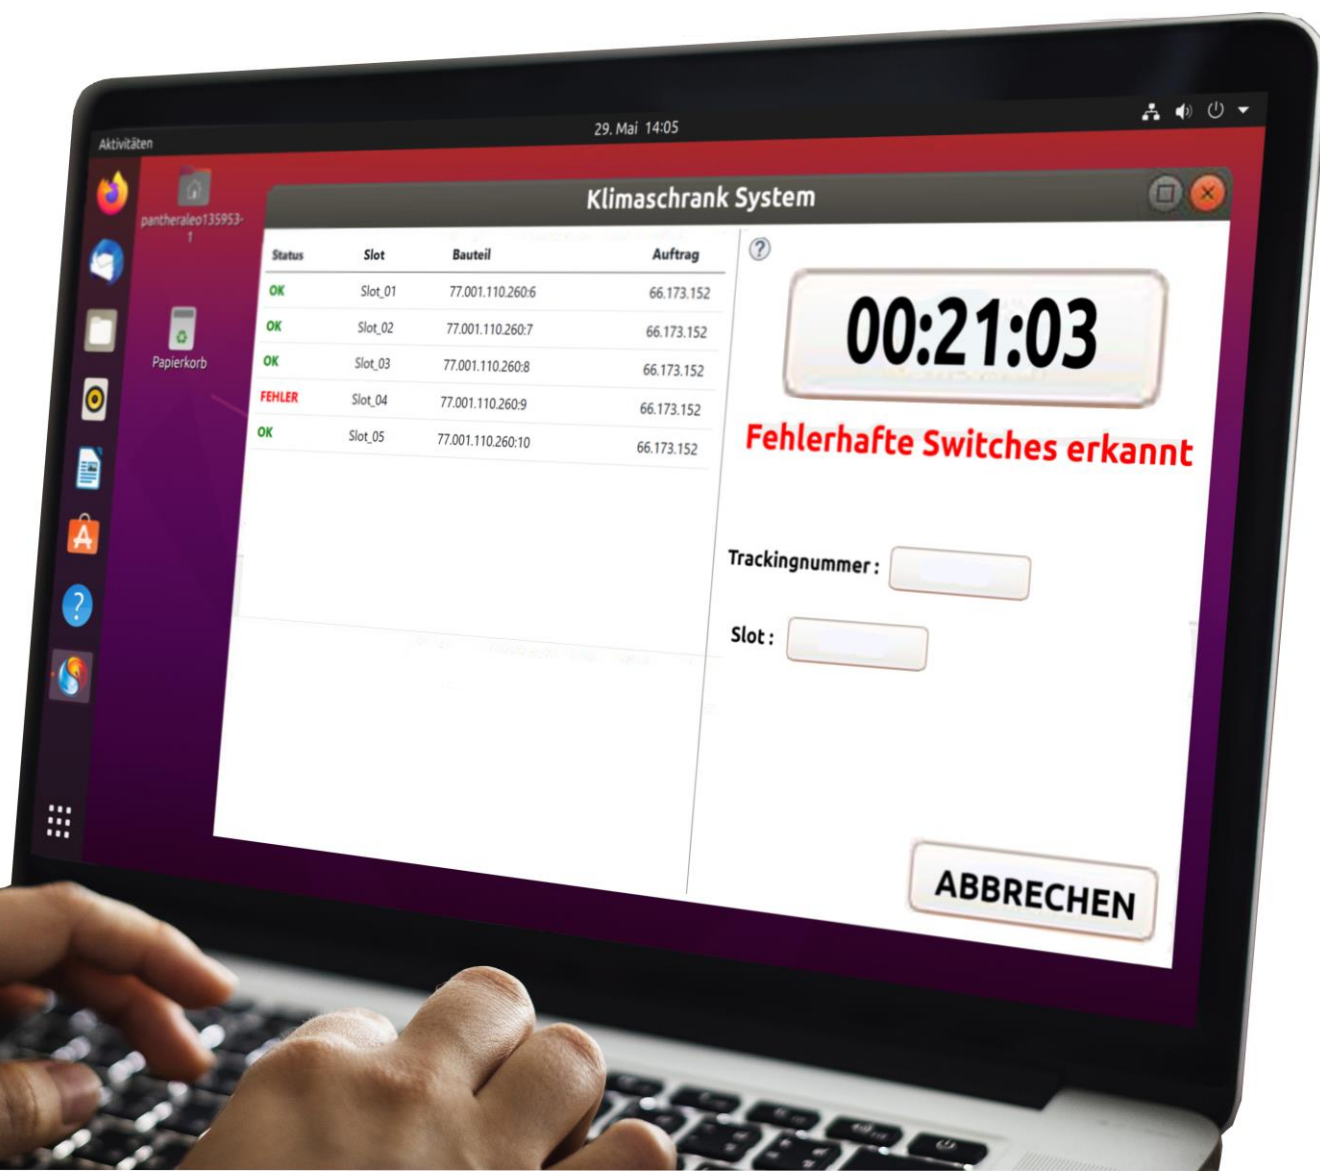 Aktivitäten
29. Mai 14:05
pantheraleo135953-
1
Papierkorb
Klimaschrank System
Status Slot Bauteil Auftrag
OK Slot_01 77.001.110.260:6 66.173.152
OK Slot_02 77.001.110.260:7 66.173.152
OK Slot_03 77.001.110.260:8 66.173.152
FEHLER Slot_04 77.001.110.260:9 66.173.152
OK Slot_05 77.001.110.260:10 66.173.152
?
00:21:03
Fehlerhafte Switches erkannt
Trackingnummer :
Slot :
ABBRECHEN